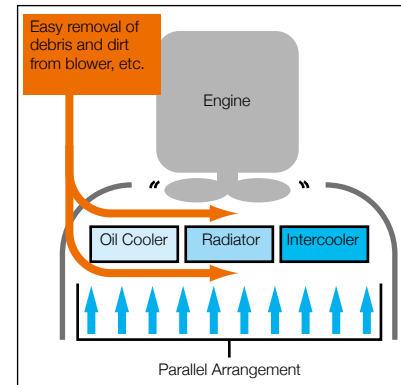 Easy removal of
debris and dirt
from blower, etc.
Engine
Oil Cooler
Radiator
Intercooler
Parallel Arrangement